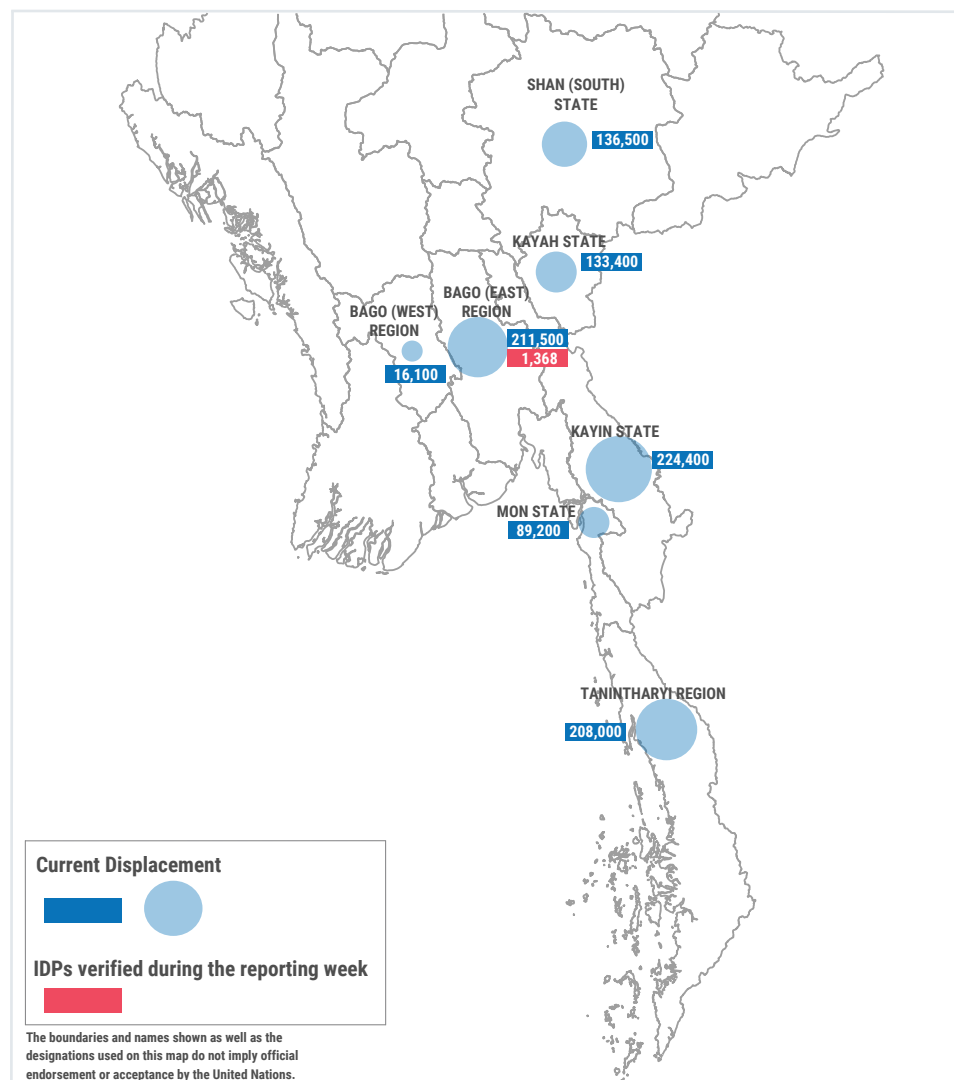 SHAN (SOUTH)
STATE
136,500
KAYAH STATE
133,400
BAGO (EAST)
REGION
BAGO (WEST)
REGION
211,500
1,368
16,100
KAYIN STATE
224,400
MON STATE
89,200
TANINTHARYI REGION
208,000
Current Displacement
IDPs verified during the reporting week
The boundaries and names shown as well as the
designations used on this map do not imply official
endorsement or acceptance by the United Nations.